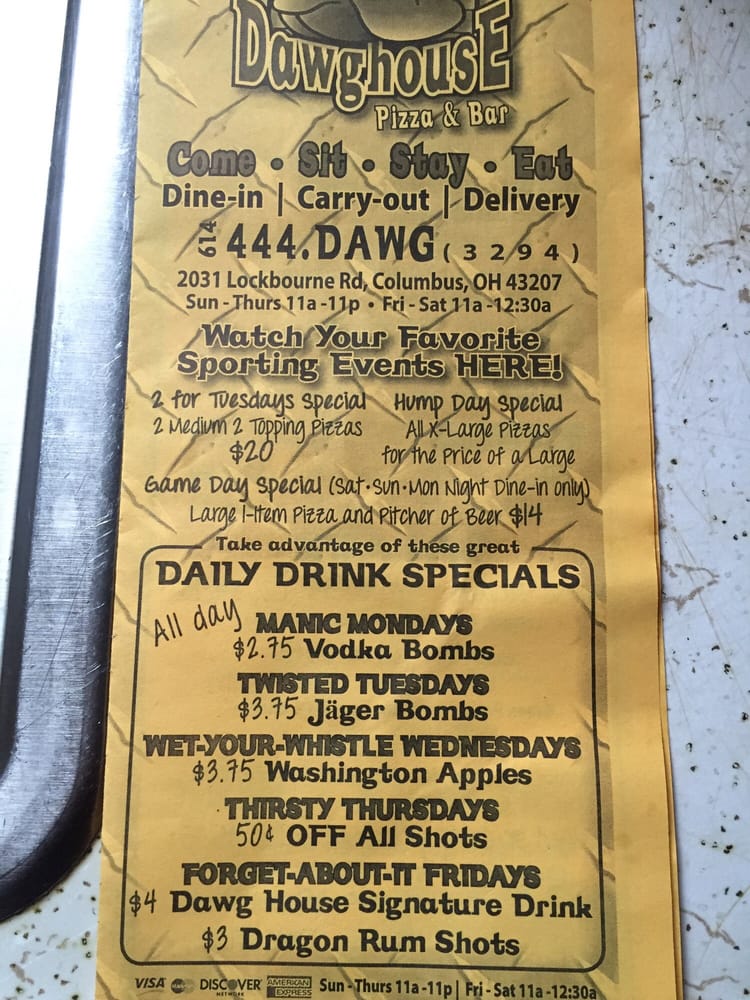 DawghousE
Pizza & Bar
Come • Sit • Stay • Eat
Dine-in | Carry-out | Delivery
614 444.DAWG (3294)
2031 Lockbourne Rd, Columbus, OH 43207
Sun - Thurs 11a -11p • Fri - Sat 11a -12:30a
Watch Your Favorite
Sporting Events HERE!
2 for Tuesdays Special
2 Medium 2 Topping Pizzas
$20
Hump Day Special
All X-Large Pizzas
for the Price of a Large
Game Day Special (Sat•Sun•Mon Night Dine-in only)
Large 1-Item Pizza and Pitcher of Beer $14
Take advantage of these great
DAILY DRINK SPECIALS
All day
MANIC MONDAYS
$2.75 Vodka Bombs
TWISTED TUESDAYS
$3.75 Jäger Bombs
WET-YOUR-WHISTLE WEDNESDAYS
$3.75 Washington Apples
THIRSTY THURSDAYS
50¢ OFF All Shots
FORGET-ABOUT-IT FRIDAYS
$4 Dawg House Signature Drink
$3 Dragon Rum Shots
VISA DISCOVER NETWORK AMERICAN EXPRESS Sun - Thurs 11a -11p | Fri - Sat 11a -12:30a